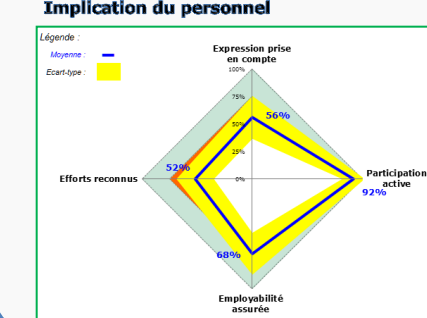 Implication du personnel
Légende :
Moyenne :
Ecart-type :
Expression prise
en compte
100%
75%
56%
50%
25%
52%
Efforts reconnus
0%
Participation
active
92%
68%
Employabilité
assurée